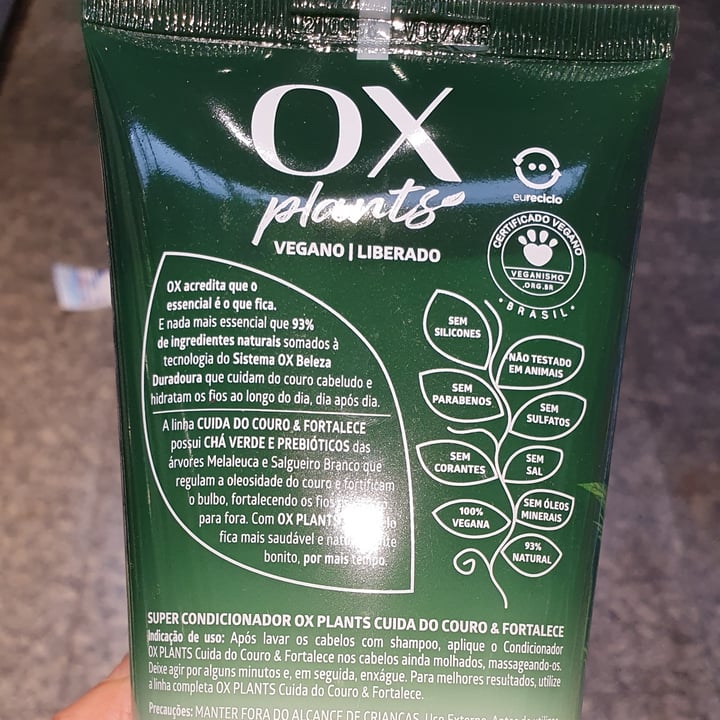 OX
plants
VEGANO | LIBERADO
eureciclo
CERTIFICADO VEGANO
VEGANISMO
.ORG.BR
• BRASIL •
OX acredita que o
essencial é o que fica.
E nada mais essencial que 93%
de ingredientes naturais somados à
tecnologia do Sistema OX Beleza
Duradoura que cuidam do couro cabeludo e
hidratam os fios ao longo do dia, dia após dia.
A linha CUIDA DO COURO & FORTALECE
possui CHÁ VERDE E PREBIÓTICOS das
árvores Melaleuca e Salgueiro Branco que
regulam a oleosidade do couro e fortificam
o bulbo, fortalecendo os fios
para fora. Com OX PLANTS
fica mais saudável e
bonito, por mais tempo.
SEM
SILICONES
NÃO TESTADO
EM ANIMAIS
SEM
PARABENOS
SEM
SULFATOS
SEM
CORANTES
SEM
SAL
100%
VEGANA
SEM ÓLEOS
MINERAIS
93%
NATURAL
SUPER CONDICIONADOR OX PLANTS CUIDA DO COURO & FORTALECE
Indicação de uso: Após lavar os cabelos com shampoo, aplique o Condicionador
OX PLANTS Cuida do Couro & Fortalece nos cabelos ainda molhados, massageando-os.
Deixe agir por alguns minutos e, em seguida, enxágue. Para melhores resultados, utilize
a linha completa OX PLANTS Cuida do Couro & Fortalece.
Precauções: MANTER FORA DO ALCANCE DE CRIANÇAS. Uso Externo. Antes de utilizar